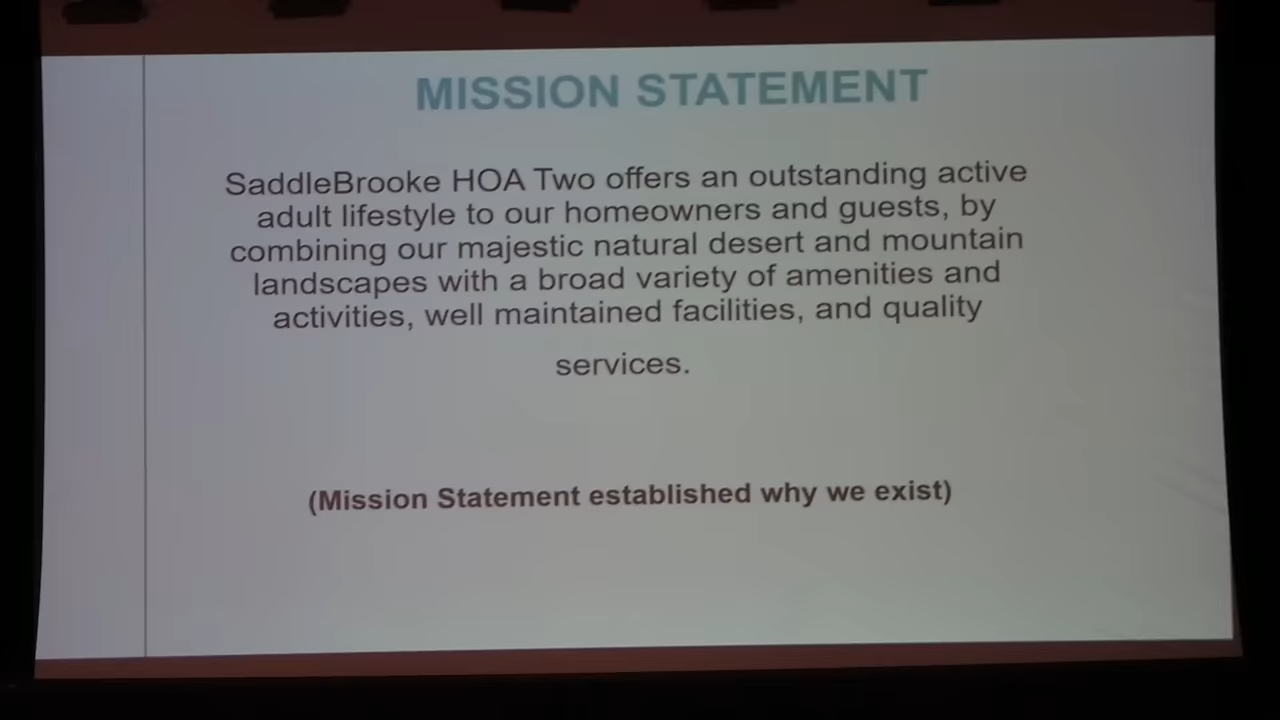 MISSION STATEMENT
SaddleBrooke HOA Two offers an outstanding active
adult lifestyle to our homeowners and guests, by
combining our majestic natural desert and mountain
landscapes with a broad variety of amenities and
activities, well maintained facilities, and quality
services.
(Mission Statement established why we exist)